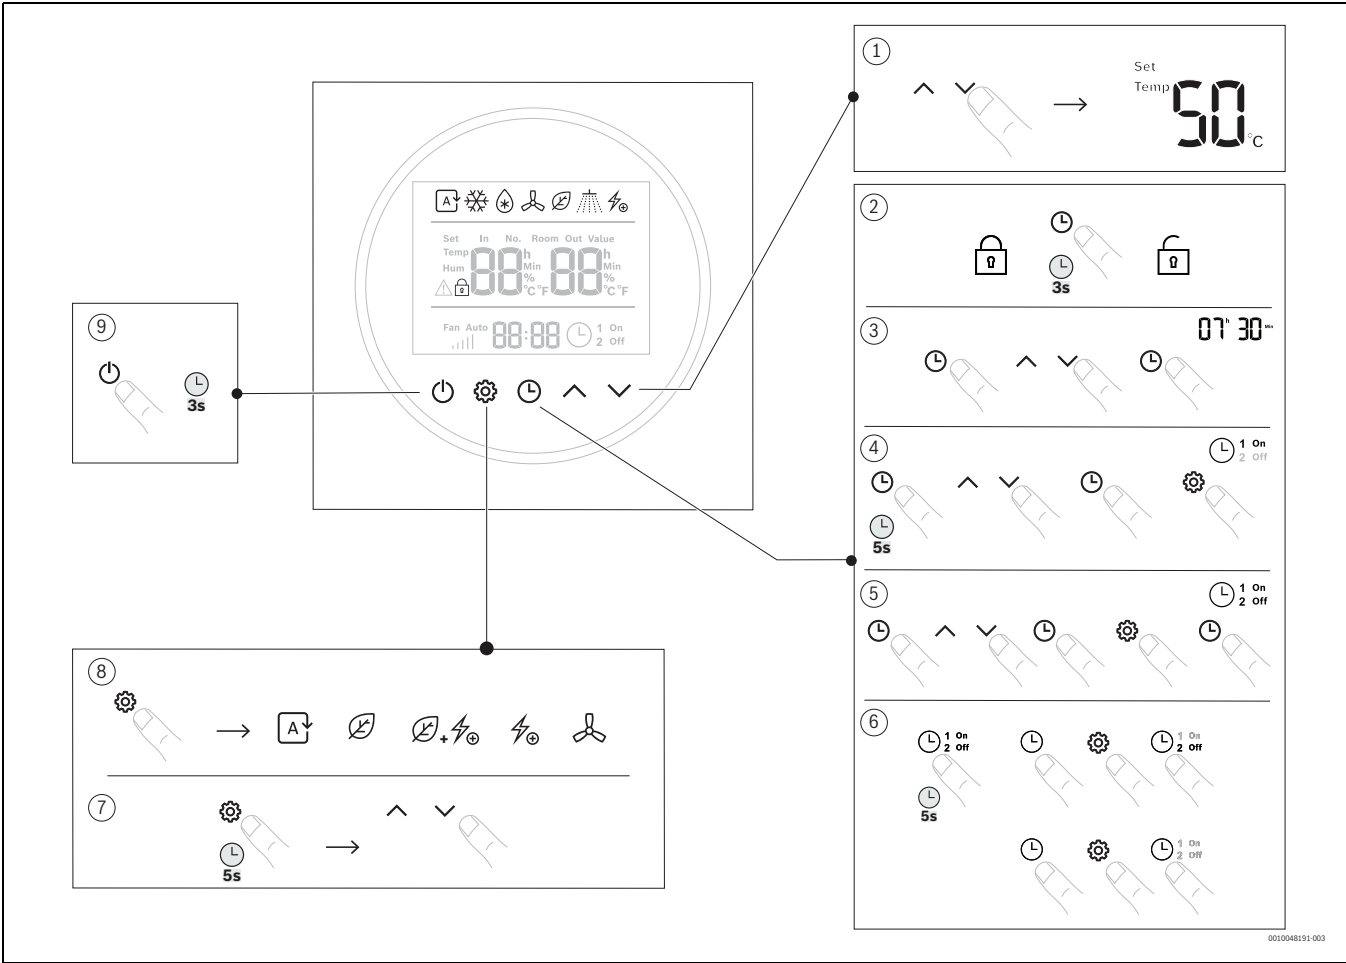 1
Set
Temp 50 °C
2
3s
3
07 h 30 Min
4
1 On
2 Off
5s
5
1 On
2 Off
6
1 On
2 Off
1 On
2 Off
5s
1 On
2 Off
A
Set In No. Room Out Value
Temp 88 h 88 h
Hum Min Min
% %
°C °F °C °F
Fan Auto 88:88 1 On
2 Off
9
3s
8
A
+
7
5s
0010048191-003